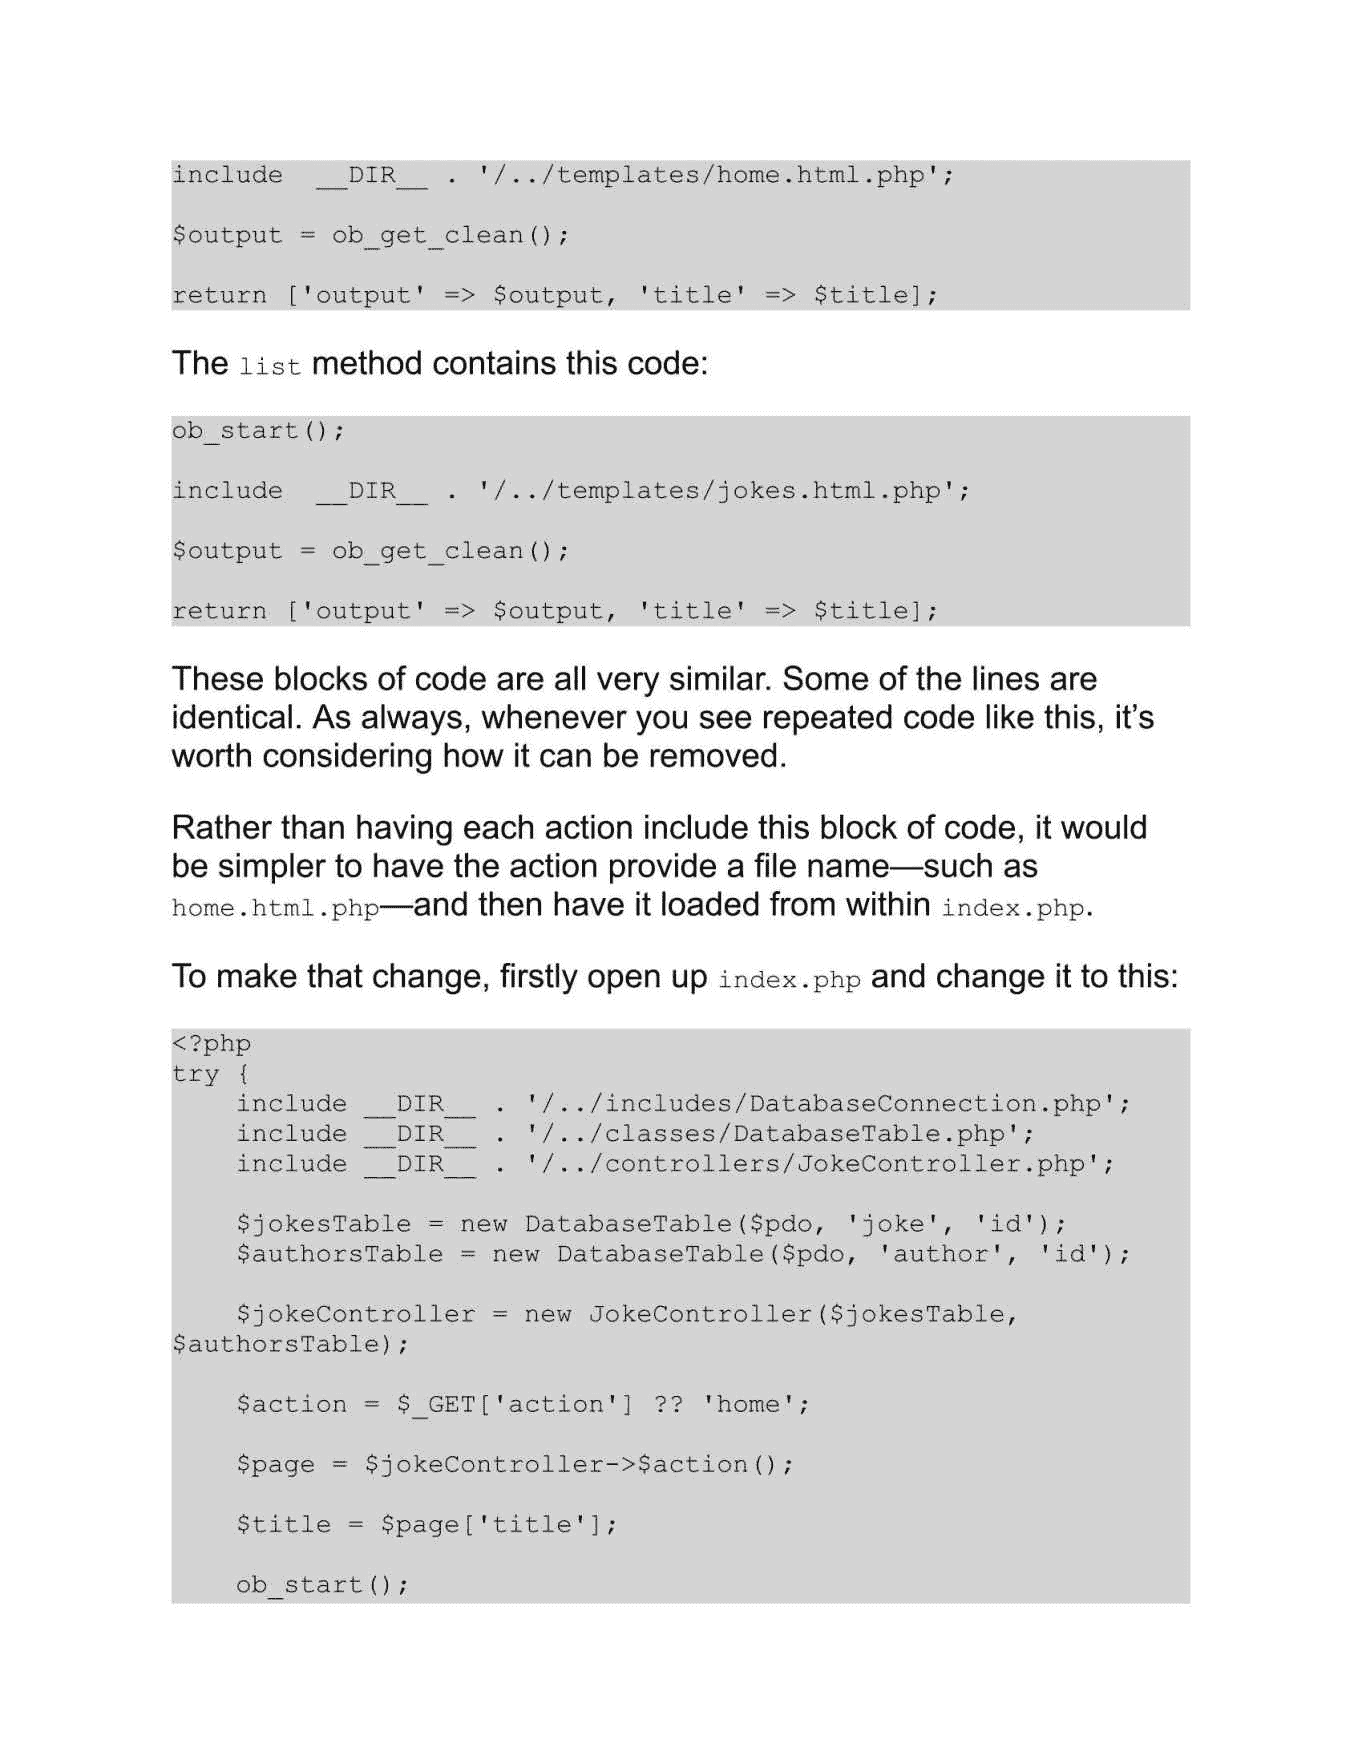 include  __DIR__ . '/../templates/home.html.php';
$output = ob_get_clean();
return ['output' => $output, 'title' => $title];
The list method contains this code:
ob_start();
include  __DIR__ . '/../templates/jokes.html.php';
$output = ob_get_clean();
return ['output' => $output, 'title' => $title];
These blocks of code are all very similar. Some of the lines are
identical. As always, whenever you see repeated code like this, it’s
worth considering how it can be removed.
Rather than having each action include this block of code, it would
be simpler to have the action provide a file name—such as
home.html.php—and then have it loaded from within index.php.
To make that change, firstly open up index.php and change it to this:
<?php
try {
    include __DIR__ . '/../includes/DatabaseConnection.php';
    include __DIR__ . '/../classes/DatabaseTable.php';
    include __DIR__ . '/../controllers/JokeController.php';
    $jokesTable = new DatabaseTable($pdo, 'joke', 'id');
    $authorsTable = new DatabaseTable($pdo, 'author', 'id');
    $jokeController = new JokeController($jokesTable,
$authorsTable);
    $action = $_GET['action'] ?? 'home';
    $page = $jokeController->$action();
    $title = $page['title'];
    ob_start();